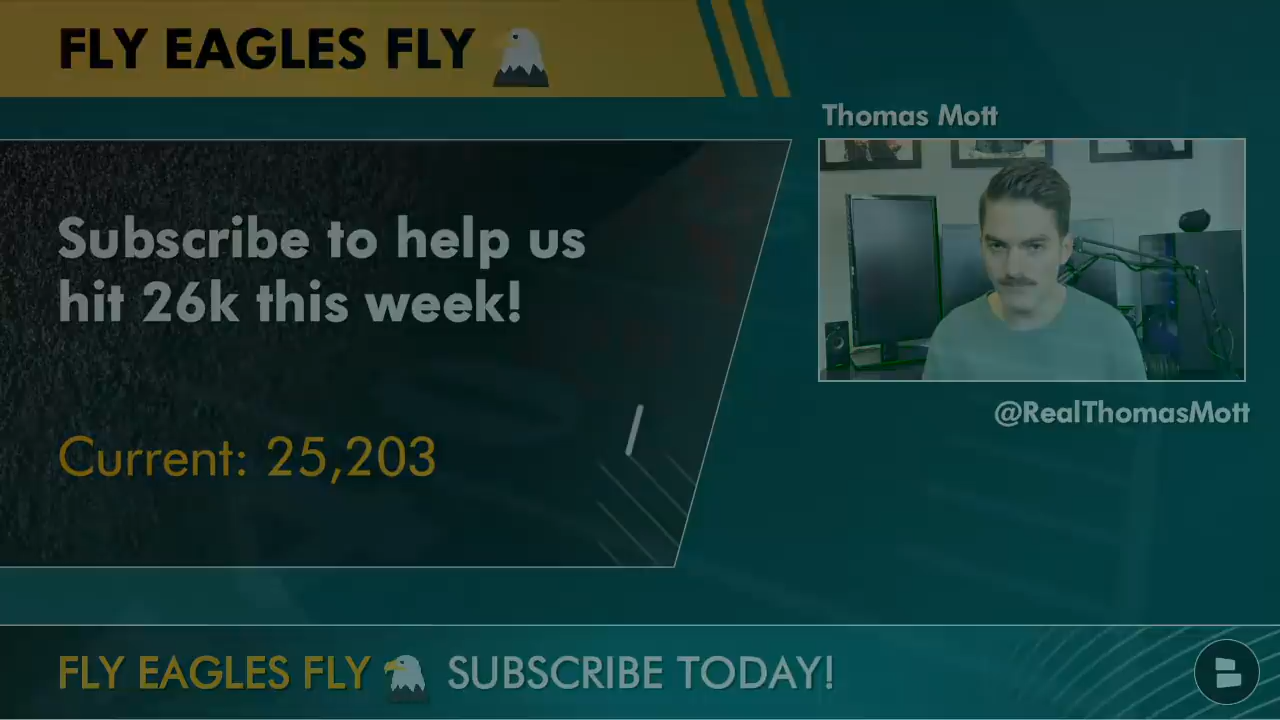 FLY EAGLES FLY
Thomas Mott
Subscribe to help us
hit 26k this week!
@RealThomasMott
Current: 25,203
FLY EAGLES FLY SUBSCRIBE TODAY!